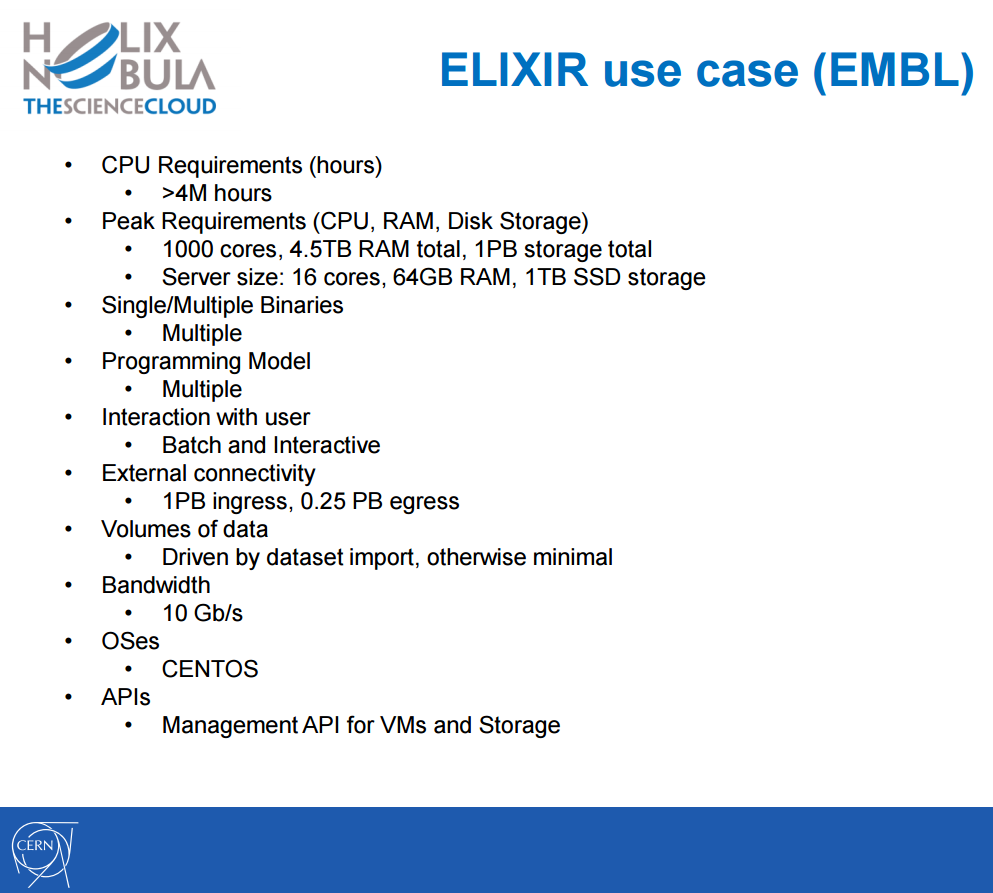 HELIX
NEBULA
THESCIENCECLOUD
ELIXIR use case (EMBL)
• CPU Requirements (hours)
• >4M hours
• Peak Requirements (CPU, RAM, Disk Storage)
• 1000 cores, 4.5TB RAM total, 1PB storage total
• Server size: 16 cores, 64GB RAM, 1TB SSD storage
• Single/Multiple Binaries
• Multiple
• Programming Model
• Multiple
• Interaction with user
• Batch and Interactive
• External connectivity
• 1PB ingress, 0.25 PB egress
• Volumes of data
• Driven by dataset import, otherwise minimal
• Bandwidth
• 10 Gb/s
• OSes
• CENTOS
• APIs
• Management API for VMs and Storage
CERN